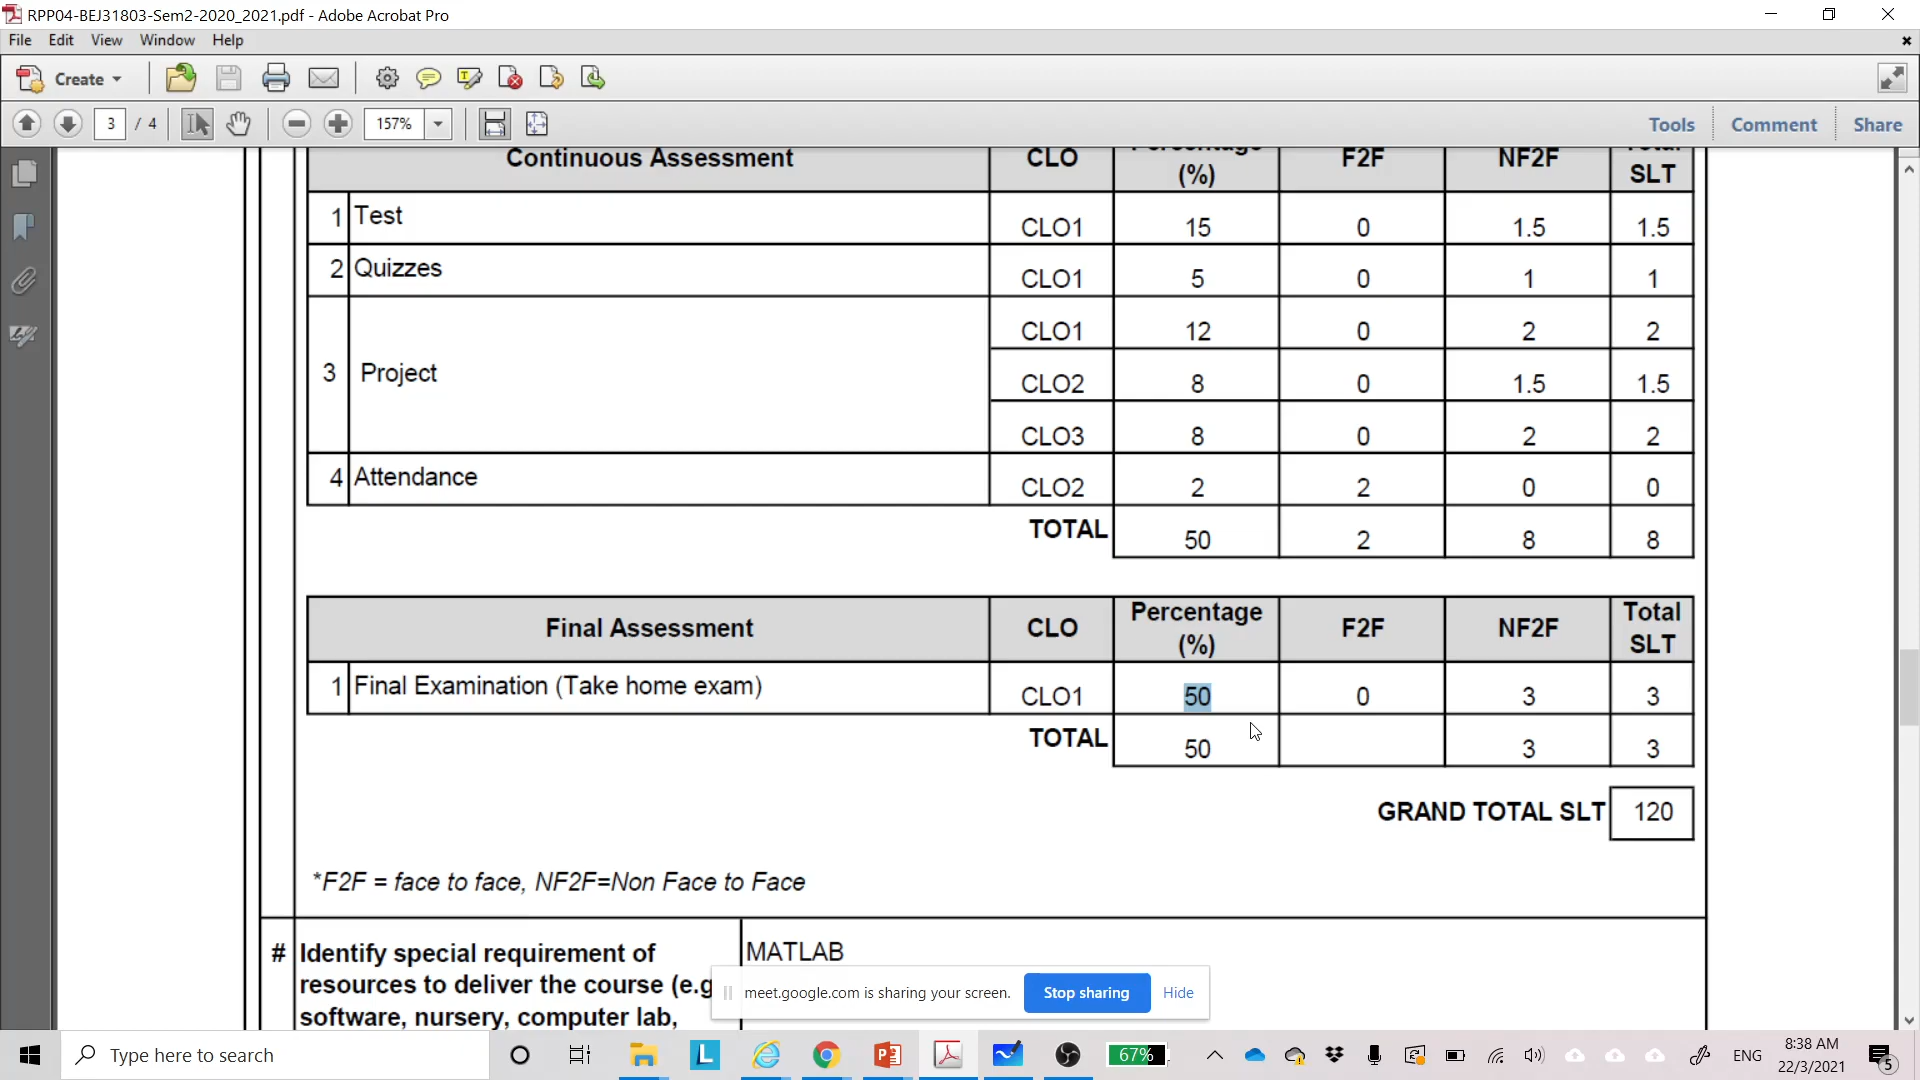 RPP04-BEJ31803-Sem2-2020_2021.pdf - Adobe Acrobat Pro
File Edit View Window Help
Create
3 / 4 157% Tools Comment Share
Continuous Assessment CLO Percentage (%) F2F NF2F Total SLT
1 Test CLO1 15 0 1.5 1.5
2 Quizzes CLO1 5 0 1 1
CLO1 12 0 2 2
3 Project CLO2 8 0 1.5 1.5
CLO3 8 0 2 2
4 Attendance CLO2 2 2 0 0
TOTAL 50 2 8 8
Final Assessment CLO Percentage (%) F2F NF2F Total SLT
1 Final Examination (Take home exam) CLO1 50 0 3 3
TOTAL 50 3 3
GRAND TOTAL SLT 120
*F2F = face to face, NF2F=Non Face to Face
# Identify special requirement of MATLAB
resources to deliver the course (e.g
software, nursery, computer lab,
meet.google.com is sharing your screen. Stop sharing Hide
Type here to search 67% ENG 8:38 AM
22/3/2021 5